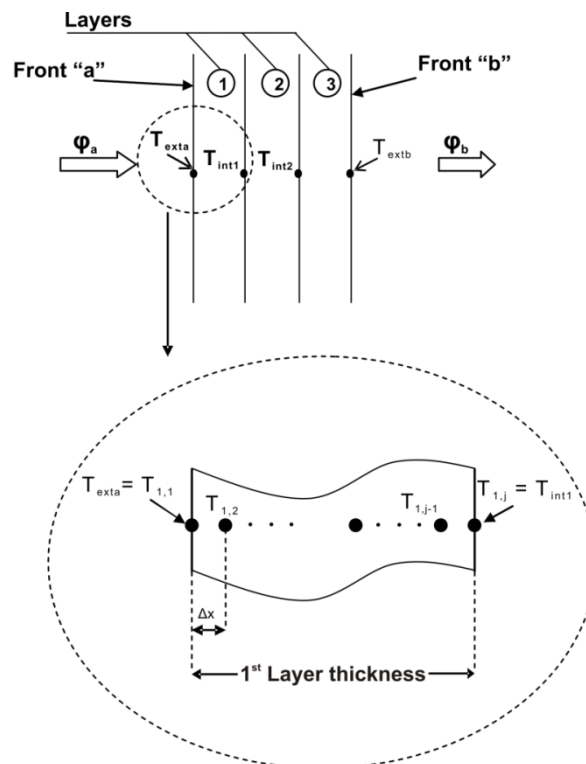 Layers
Front “a”
Front “b”
1 2 3
φa
Texta
Tint1
Tint2
Textb
φb
Texta = T1,1
T1,2
T1,j-1
T1,j = Tint1
Δx
1st Layer thickness